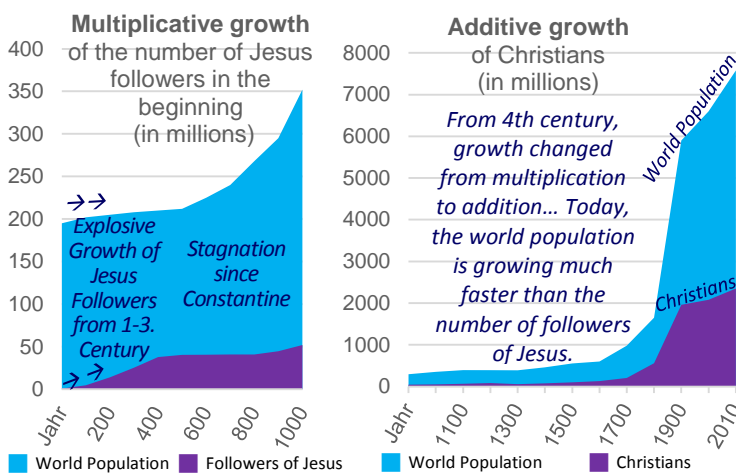 Multiplicative growth
of the number of Jesus
followers in the
beginning
(in millions)
400
350
300
250
200
150
100
50
0
Explosive
Growth of
Jesus
Followers
from 1-3.
Century
Stagnation
since
Constantine
Jahr
200
400
600
800
1000
World Population
Followers of Jesus
Additive growth
of Christians
(in millions)
8000
7000
6000
5000
4000
3000
2000
1000
0
From 4th century,
growth changed
from multiplication
to addition... Today,
the world population
is growing much
faster than the
number of followers
of Jesus.
World Population
Christians
Jahr
1100
1300
1500
1700
1900
2010
World Population
Christians